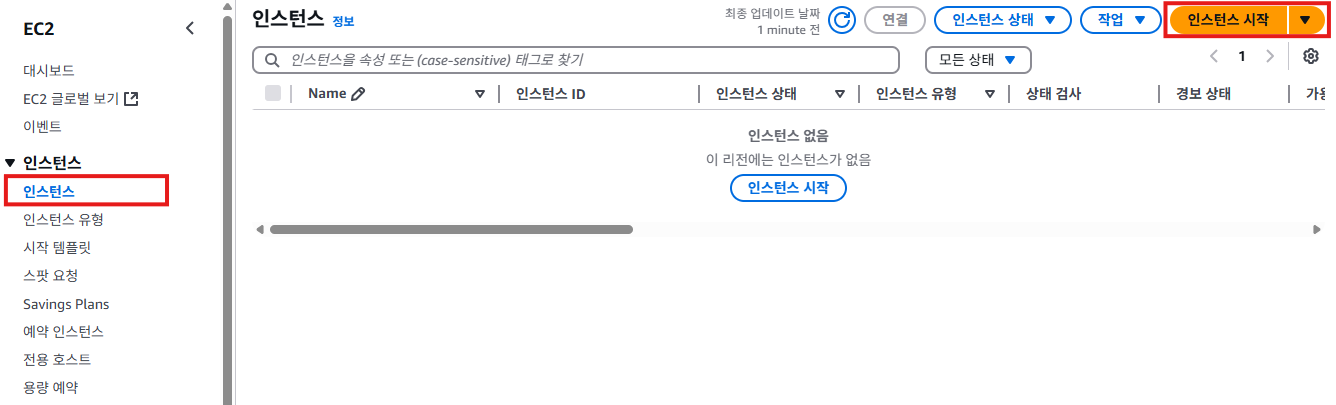 EC2
대시보드
EC2 글로벌 보기
이벤트
인스턴스
인스턴스
인스턴스 유형
시작 템플릿
스팟 요청
Savings Plans
예약 인스턴스
전용 호스트
용량 예약
인스턴스 정보
최종 업데이트 날짜
1 minute 전
연결
인스턴스 상태
작업
인스턴스 시작
인스턴스을 속성 또는 (case-sensitive) 태그로 찾기
모든 상태
1
Name 인스턴스 ID 인스턴스 상태 인스턴스 유형 상태 검사 경보 상태
인스턴스 없음
이 리전에는 인스턴스가 없음
인스턴스 시작